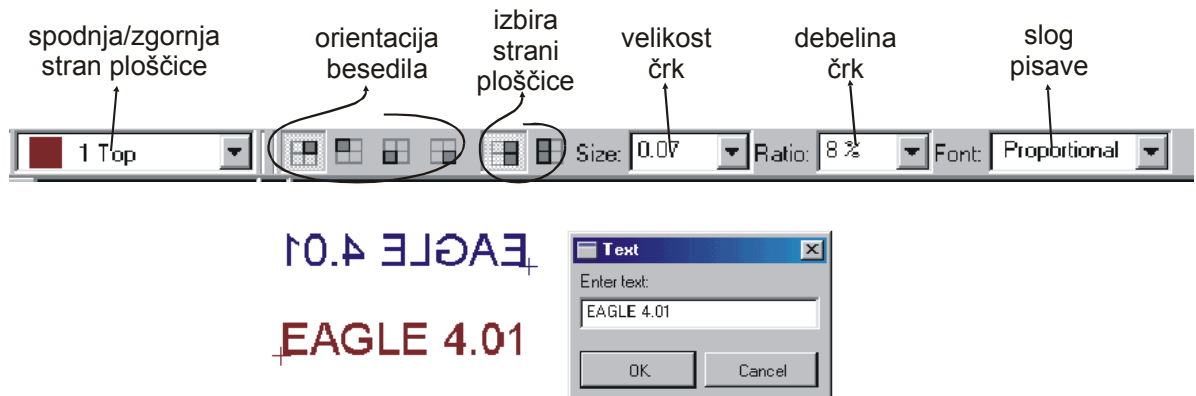 spodnja/zgornja
stran ploščice
orientacija
besedila
izbira
strani
ploščice
velikost
črk
debelina
črk
slog
pisave
1 Top
Size: 0.07 Ratio: 8 % Font: Proportional
EAGLE 4.01
Text
Enter text:
EAGLE 4.01
EAGLE 4.01
OK Cancel